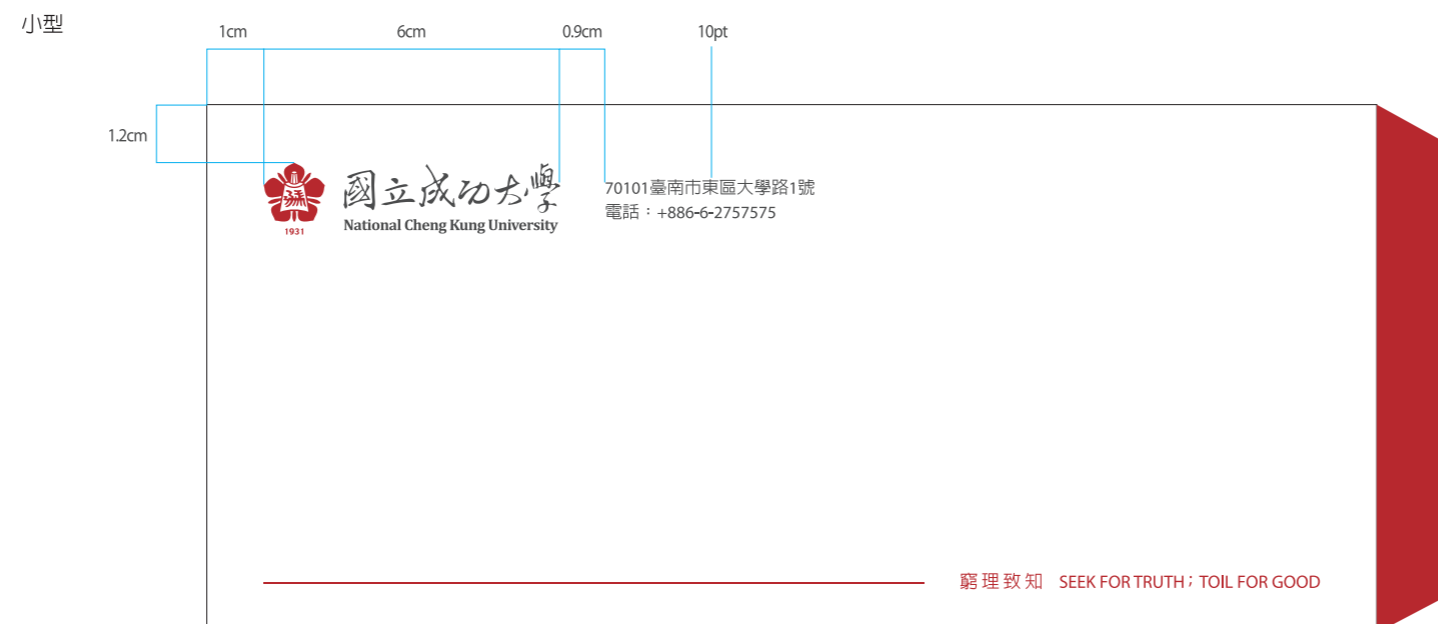 小型
1cm
6cm
0.9cm
10pt
1.2cm
國立成功大學
National Cheng Kung University
1931
70101臺南市東區大學路1號
電話：+886-6-2757575
窮理致知 SEEK FOR TRUTH；TOIL FOR GOOD